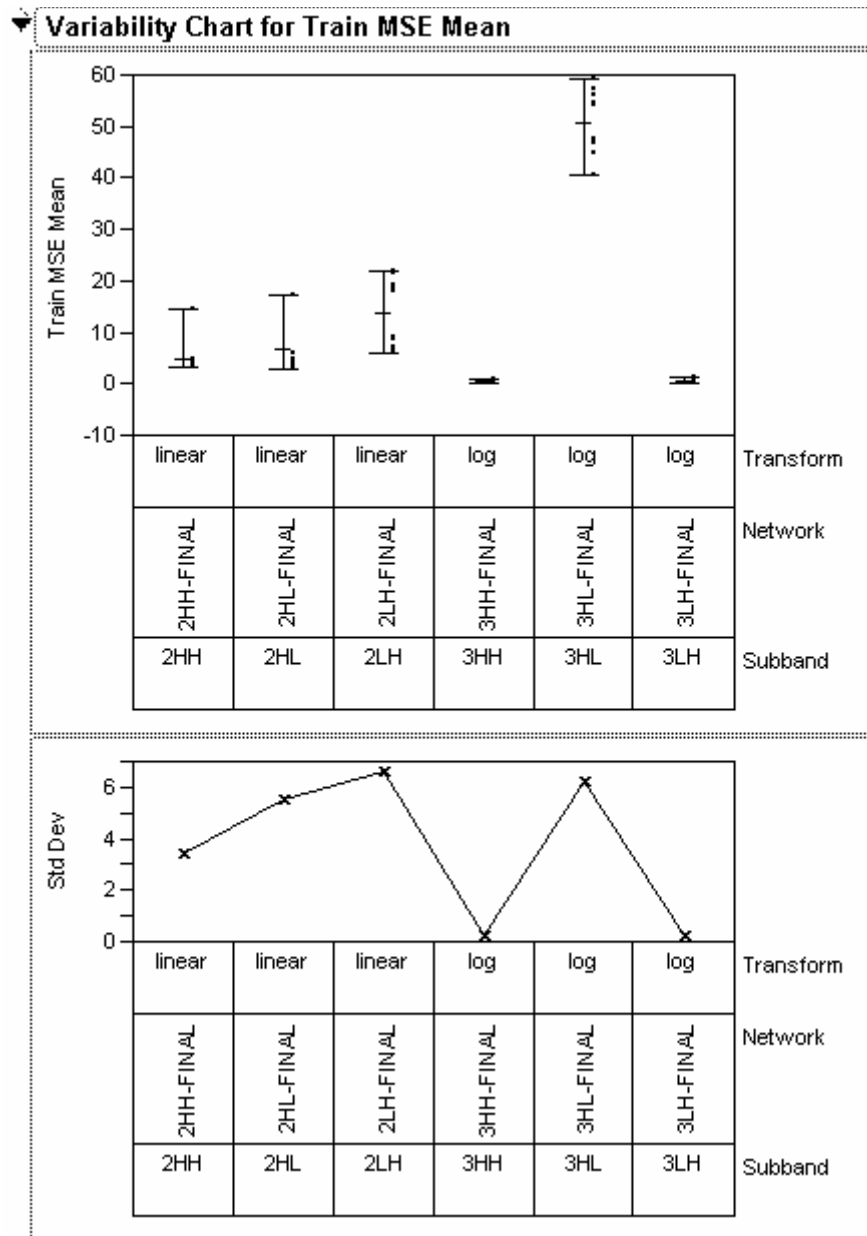 Variability Chart for Train MSE Mean
Train MSE Mean
60
50
40
30
20
10
0
-10
linear linear linear log log log Transform
2HH-FINAL 2HL-FINAL 2LH-FINAL 3HH-FINAL 3HL-FINAL 3LH-FINAL Network
2HH 2HL 2LH 3HH 3HL 3LH Subband
Std Dev
6
4
2
0
linear linear linear log log log Transform
2HH-FINAL 2HL-FINAL 2LH-FINAL 3HH-FINAL 3HL-FINAL 3LH-FINAL Network
2HH 2HL 2LH 3HH 3HL 3LH Subband